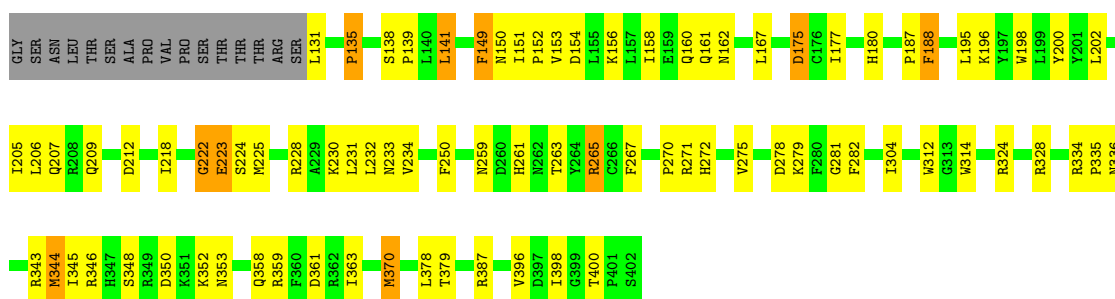 GLY SER ASN LEU THR SER ALA PRO VAL PRO SER THR THR THR ARG SER L131 P135 S138 P139 L140 L141 F149 N150 I151 P152 V153 D154 L155 K156 L157 I158 E159 Q160 Q161 N162 L167 D175 C176 I177 H180 P187 F188 L195 K196 Y197 W198 L199 Y200 Y201 L202
I205 L206 Q207 R208 Q209 D212 I218 G222 E223 S224 M225 R228 A229 K230 L231 L232 N233 V234 F250 N259 D260 H261 N262 T263 Y264 R265 C266 F267 P270 R271 H272 V275 D278 K279 F280 G281 F282 I304 W312 G313 W314 R324 R328 R334 P335 N336
R343 M344 I345 R346 H347 S348 R349 D350 K351 K352 N353 Q358 R359 F360 D361 R362 I363 M370 L378 T379 R387 V396 D397 I398 G399 T400 P401 S402